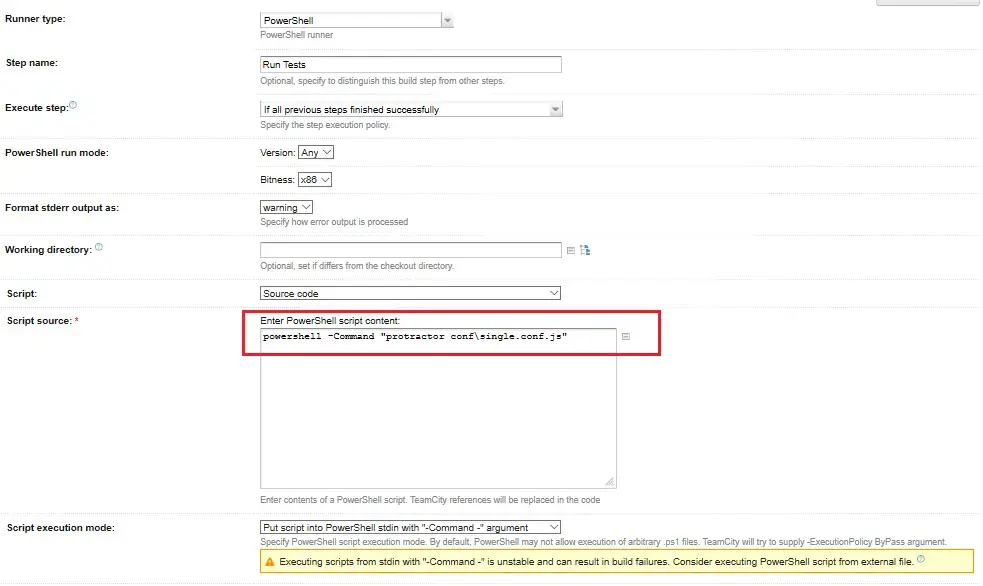 Runner type:
PowerShell
PowerShell runner
Step name:
Run Tests
Optional, specify to distinguish this build step from other steps.
Execute step:
If all previous steps finished successfully
Specify the step execution policy.
PowerShell run mode:
Version: Any
Bitness: x86
Format stderr output as:
warning
Specify how error output is processed
Working directory:
Optional, set if differs from the checkout directory.
Script:
Source code
Script source: *
Enter PowerShell script content:
powershell -Command "protractor conf\single.conf.js"
Enter contents of a PowerShell script. TeamCity references will be replaced in the code
Script execution mode:
Put script into PowerShell stdin with "-Command -" argument
Specify PowerShell script execution mode. By default, PowerShell may not allow execution of arbitrary .ps1 files. TeamCity will try to supply -ExecutionPolicy ByPass argument.
Executing scripts from stdin with "-Command -" is unstable and can result in build failures. Consider executing PowerShell script from external file.